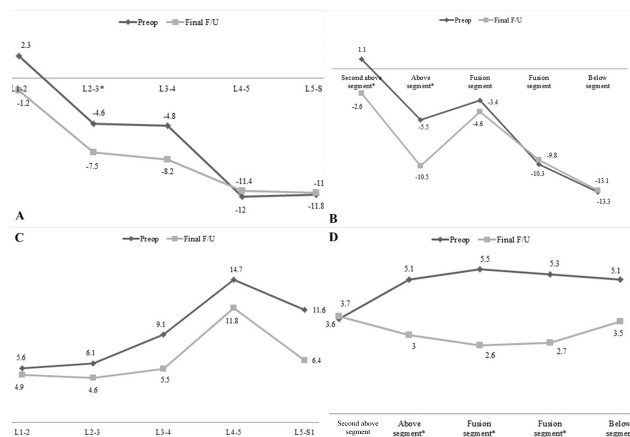 Preop Final F/U
2.3
L1-2 L2-3* L3-4 L4-5 L5-S
-1.2
-4.6 -4.8
-7.5 -8.2
-11.4 -11
-12 -11.8
A
Preop Final F/U
1.1
Second above segment* Above segment* Fusion segment Fusion segment Below segment
-2.6
-3.4
-5.5 -4.6
-10.5 -9.8
-10.3
-13.1
-13.3
B
C
Preop Final F/U
14.7
11.6
9.1
11.8
5.6 6.1
4.9 4.6 5.5 6.4
L1-2 L2-3 L3-4 L4-5 L5-S1
D
Preop Final F/U
5.1 5.5 5.3 5.1
3.7
3.6
3 2.6 2.7 3.5
Second above segment Above segment* Fusion segment* Fusion segment* Below segment*